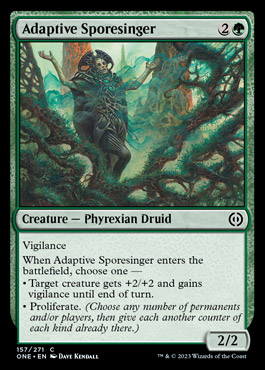 Adaptive Sporesinger 2
Creature — Phyrexian Druid
Vigilance
When Adaptive Sporesinger enters the
battlefield, choose one —
• Target creature gets +2/+2 and gains
vigilance until end of turn.
• Proliferate. (Choose any number of permanents
and/or players, then give each another counter of
each kind already there.)
2/2
157/271 C
ONE • EN Dave Kendall
™ & © 2023 Wizards of the Coast